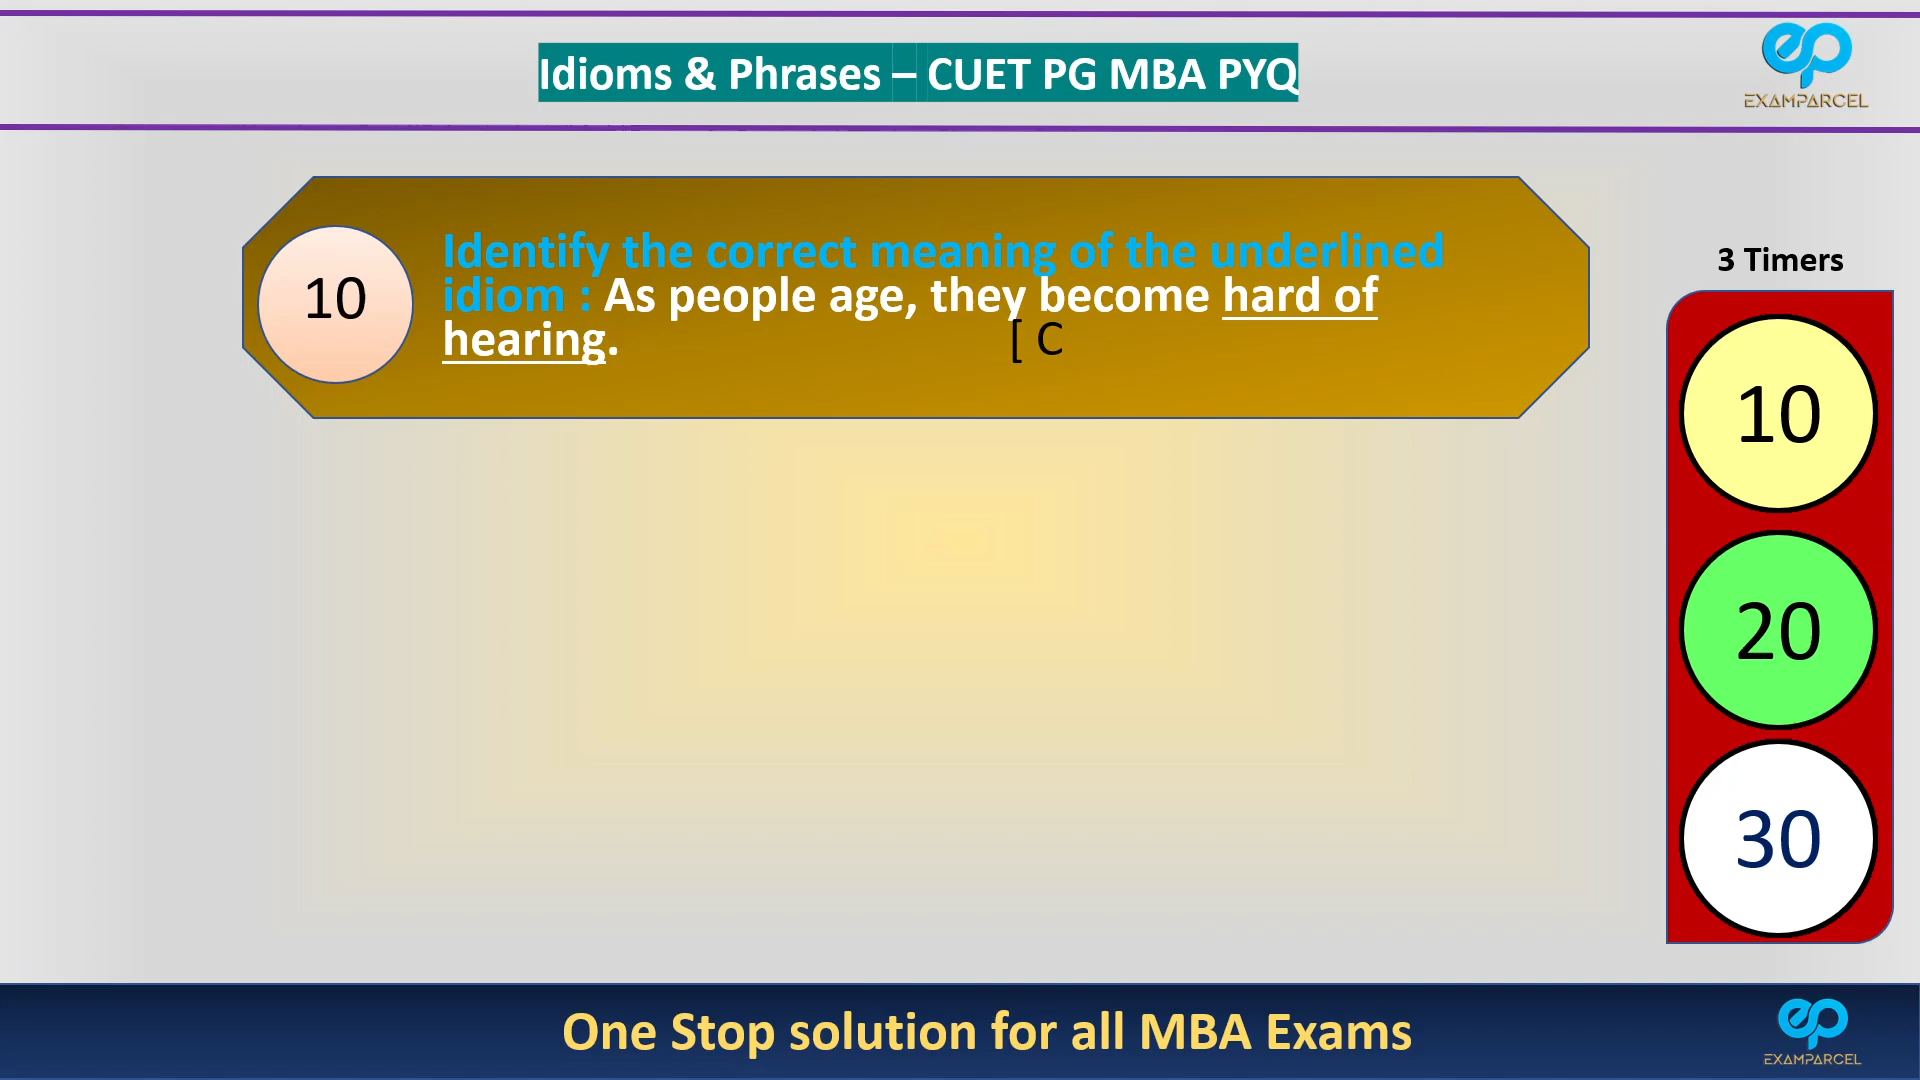 Idioms & Phrases – CUET PG MBA PYQ
EXAMPARCEL
10
Identify the correct meaning of the underlined
idiom : As people age, they become hard of
hearing.
[ C
3 Timers
10
20
30
One Stop solution for all MBA Exams
EXAMPARCEL